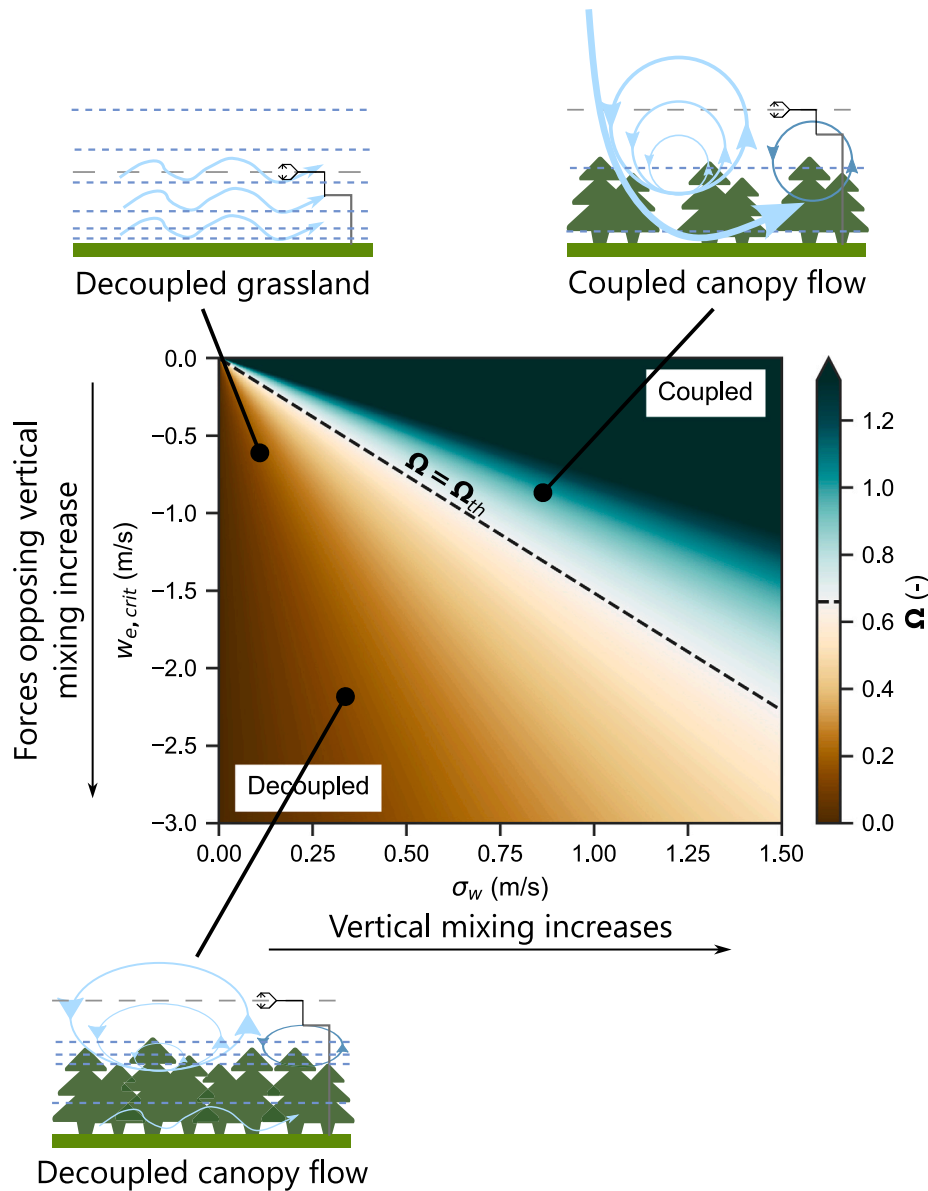 Decoupled grassland
Coupled canopy flow
Forces opposing vertical
mixing increase
w_{e, crit} (m/s)
0.0
−0.5
−1.0
−1.5
−2.0
−2.5
−3.0
Coupled
Ω = Ω_{th}
Decoupled
0.00
0.25
0.50
0.75
1.00
1.25
1.50
σ_w (m/s)
Vertical mixing increases
1.2
1.0
0.8
0.6
0.4
0.2
0.0
Ω (-)
Decoupled canopy flow